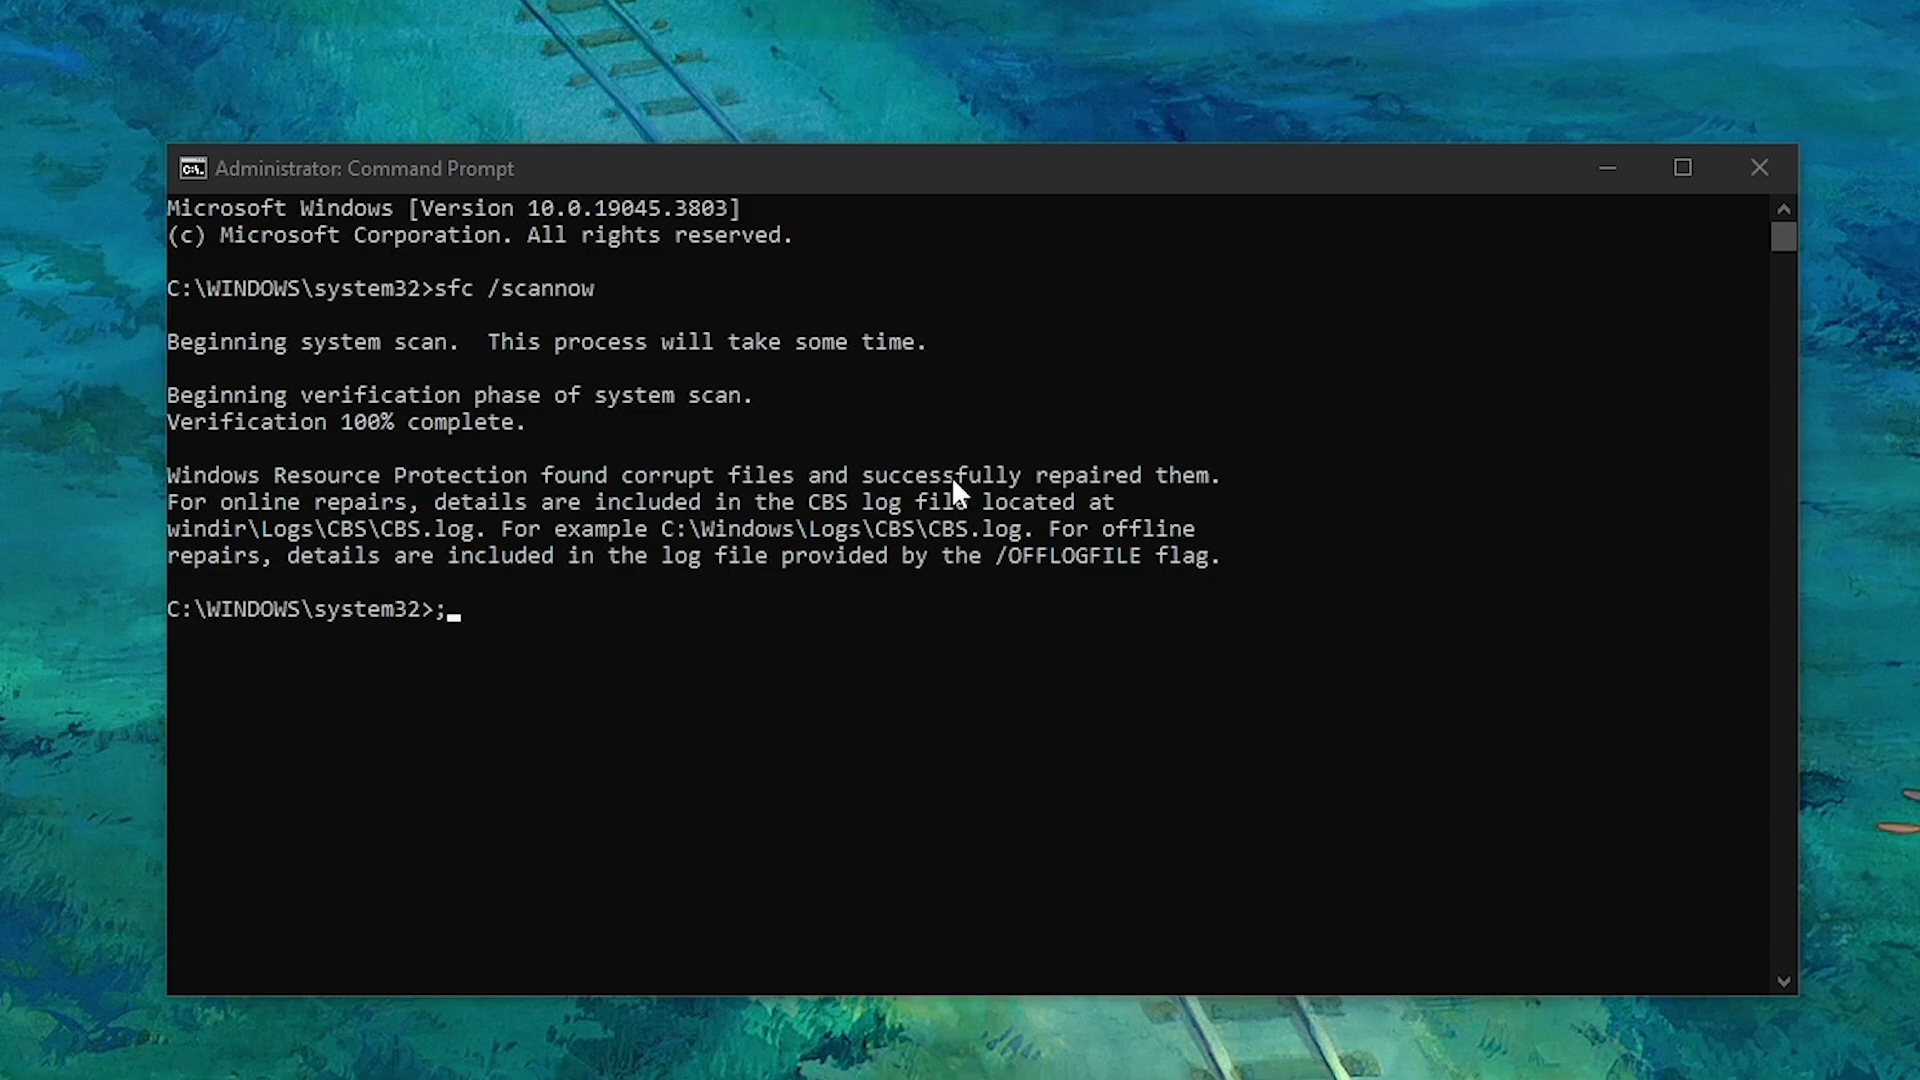 Administrator: Command Prompt
Microsoft Windows [Version 10.0.19045.3803]
(c) Microsoft Corporation. All rights reserved.
C:\WINDOWS\system32>sfc /scannow
Beginning system scan.  This process will take some time.
Beginning verification phase of system scan.
Verification 100% complete.
Windows Resource Protection found corrupt files and successfully repaired them.
For online repairs, details are included in the CBS log file located at
windir\Logs\CBS\CBS.log. For example C:\Windows\Logs\CBS\CBS.log. For offline
repairs, details are included in the log file provided by the /OFFLOGFILE flag.
C:\WINDOWS\system32>;